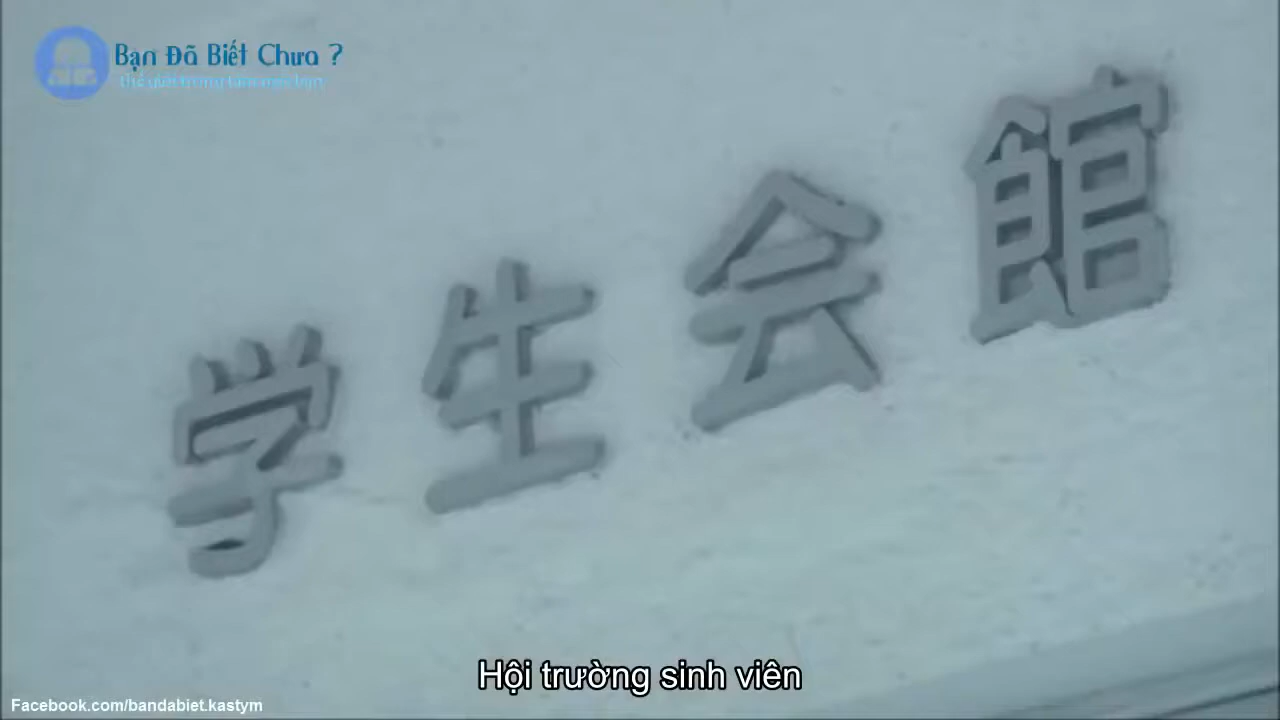 Bạn Đã Biết Chưa ?
学生会館
Hội trường sinh viên
Facebook.com/bandabiet.kastym